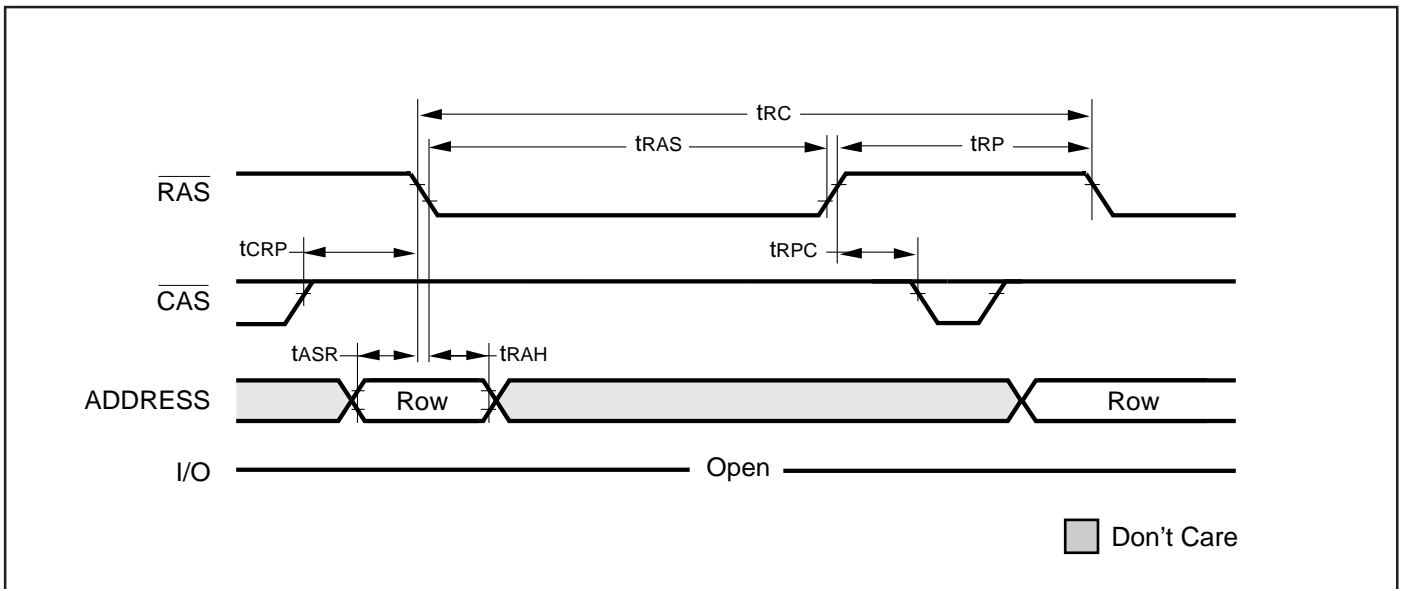 tRC
tRAS
tRP
RAS
tCRP
tRPC
CAS
tASR
tRAH
ADDRESS
Row
Row
I/O
Open
Don't Care